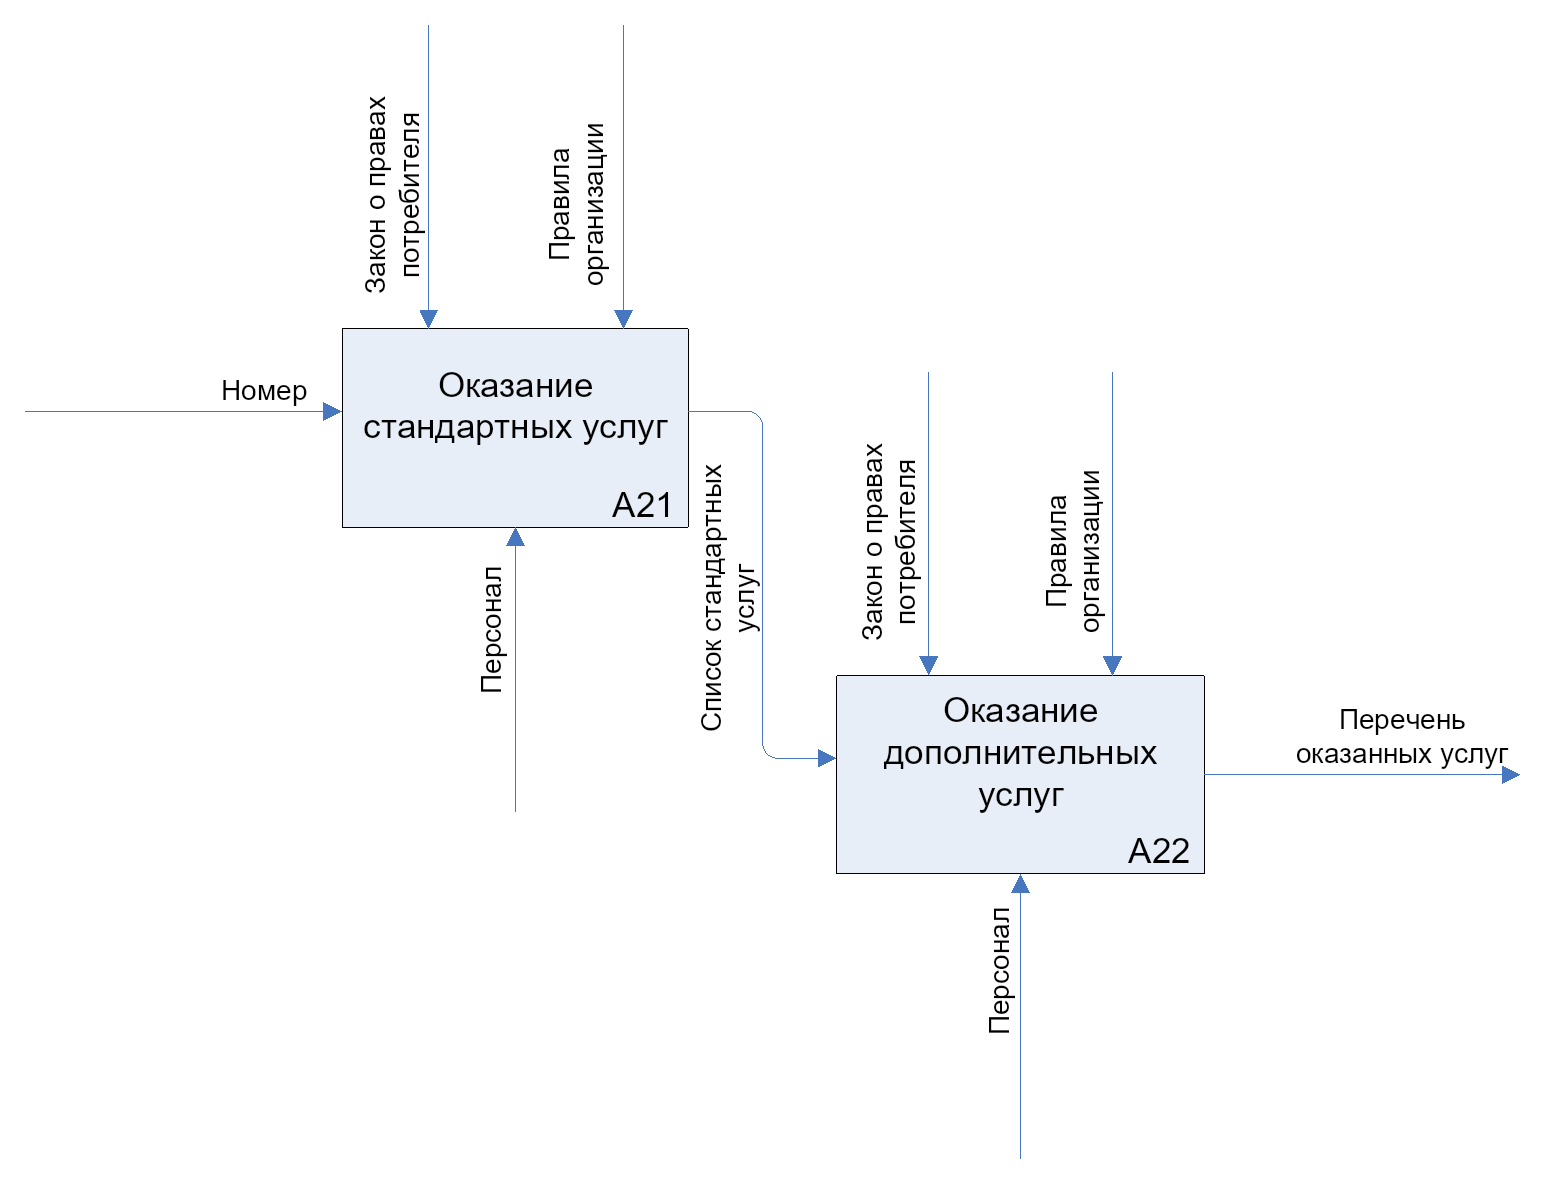 Закон о правах
потребителя
Правила
организации
Номер
Оказание
стандартных услуг
A21
Персонал
Список стандартных
услуг
Закон о правах
потребителя
Правила
организации
Оказание
дополнительных
услуг
A22
Перечень
оказанных услуг
Персонал